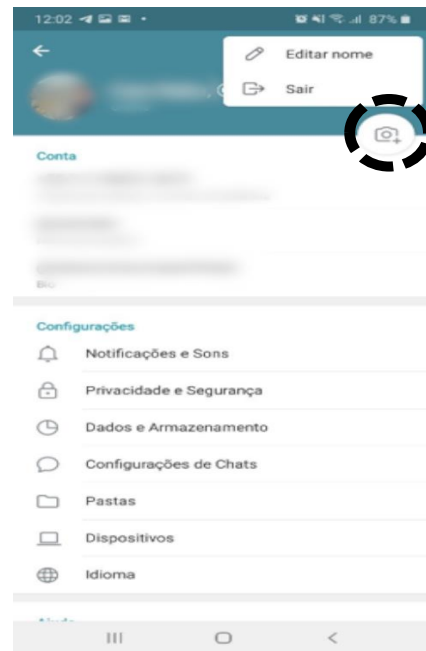 12:02 87%
Editar nome
Sair
Conta
Configurações
Notificações e Sons
Privacidade e Segurança
Dados e Armazenamento
Configurações de Chats
Pastas
Dispositivos
Idioma